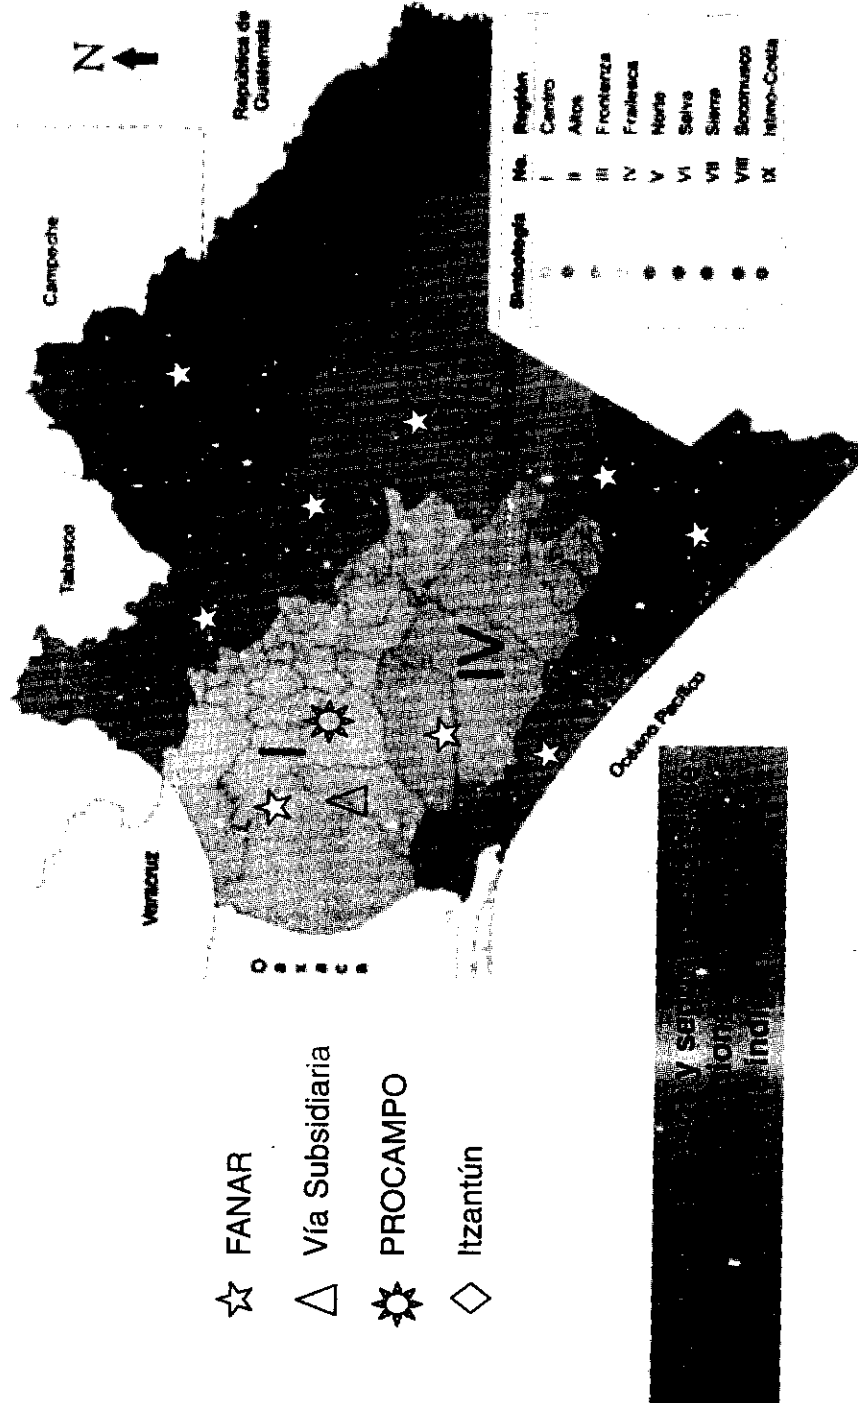 N
Campeche
República de
Guatemala
Tabasco
Veracruz
O
a
x
a
c
a
I
IV
Océano Pacífico
Simbología No. Región
I Centro
II Altos
III Fronteriza
IV Frailesca
V Norte
VI Selva
VII Sierra
VIII Soconusco
IX Istmo-Costa
FANAR
Vía Subsidiaria
PROCAMPO
Itzantún